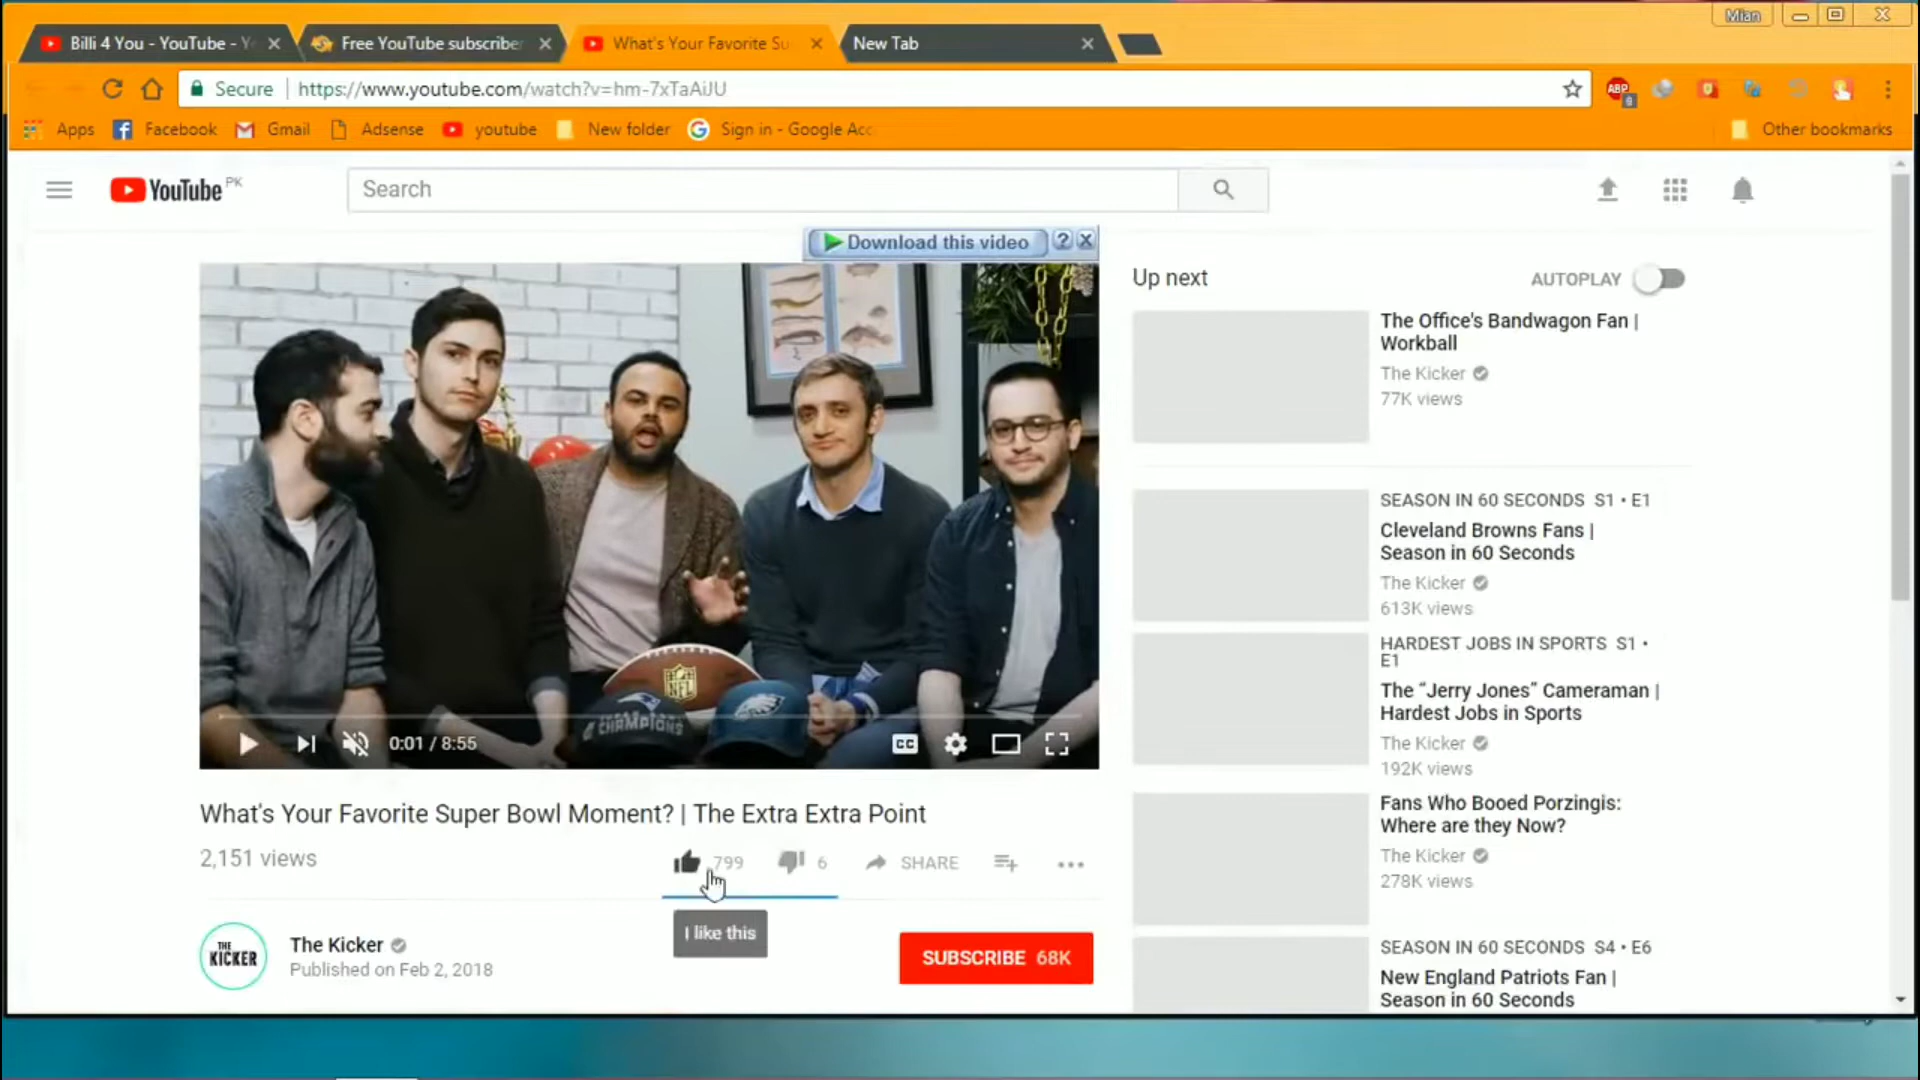 Mian
Billi 4 You - YouTube - Y
Free YouTube subscriber
What's Your Favorite Su
New Tab
Secure
https://www.youtube.com/watch?v=hm-7xTaAiJU
ABP
9
Apps
Facebook
Gmail
Adsense
youtube
New folder
Sign in - Google Acc
Other bookmarks
YouTube PK
Search
Download this video
?
Up next
AUTOPLAY
The Office's Bandwagon Fan |
Workball
The Kicker
77K views
SEASON IN 60 SECONDS S1 • E1
Cleveland Browns Fans |
Season in 60 Seconds
The Kicker
613K views
HARDEST JOBS IN SPORTS S1 •
E1
The “Jerry Jones” Cameraman |
Hardest Jobs in Sports
The Kicker
192K views
Fans Who Booed Porzingis:
Where are they Now?
The Kicker
278K views
SEASON IN 60 SECONDS S4 • E6
New England Patriots Fan |
Season in 60 Seconds
NFL
CHAMPIONS
0:01 / 8:55
CC
What's Your Favorite Super Bowl Moment? | The Extra Extra Point
2,151 views
799
6
SHARE
I like this
THE
KICKER
The Kicker
Published on Feb 2, 2018
SUBSCRIBE 68K